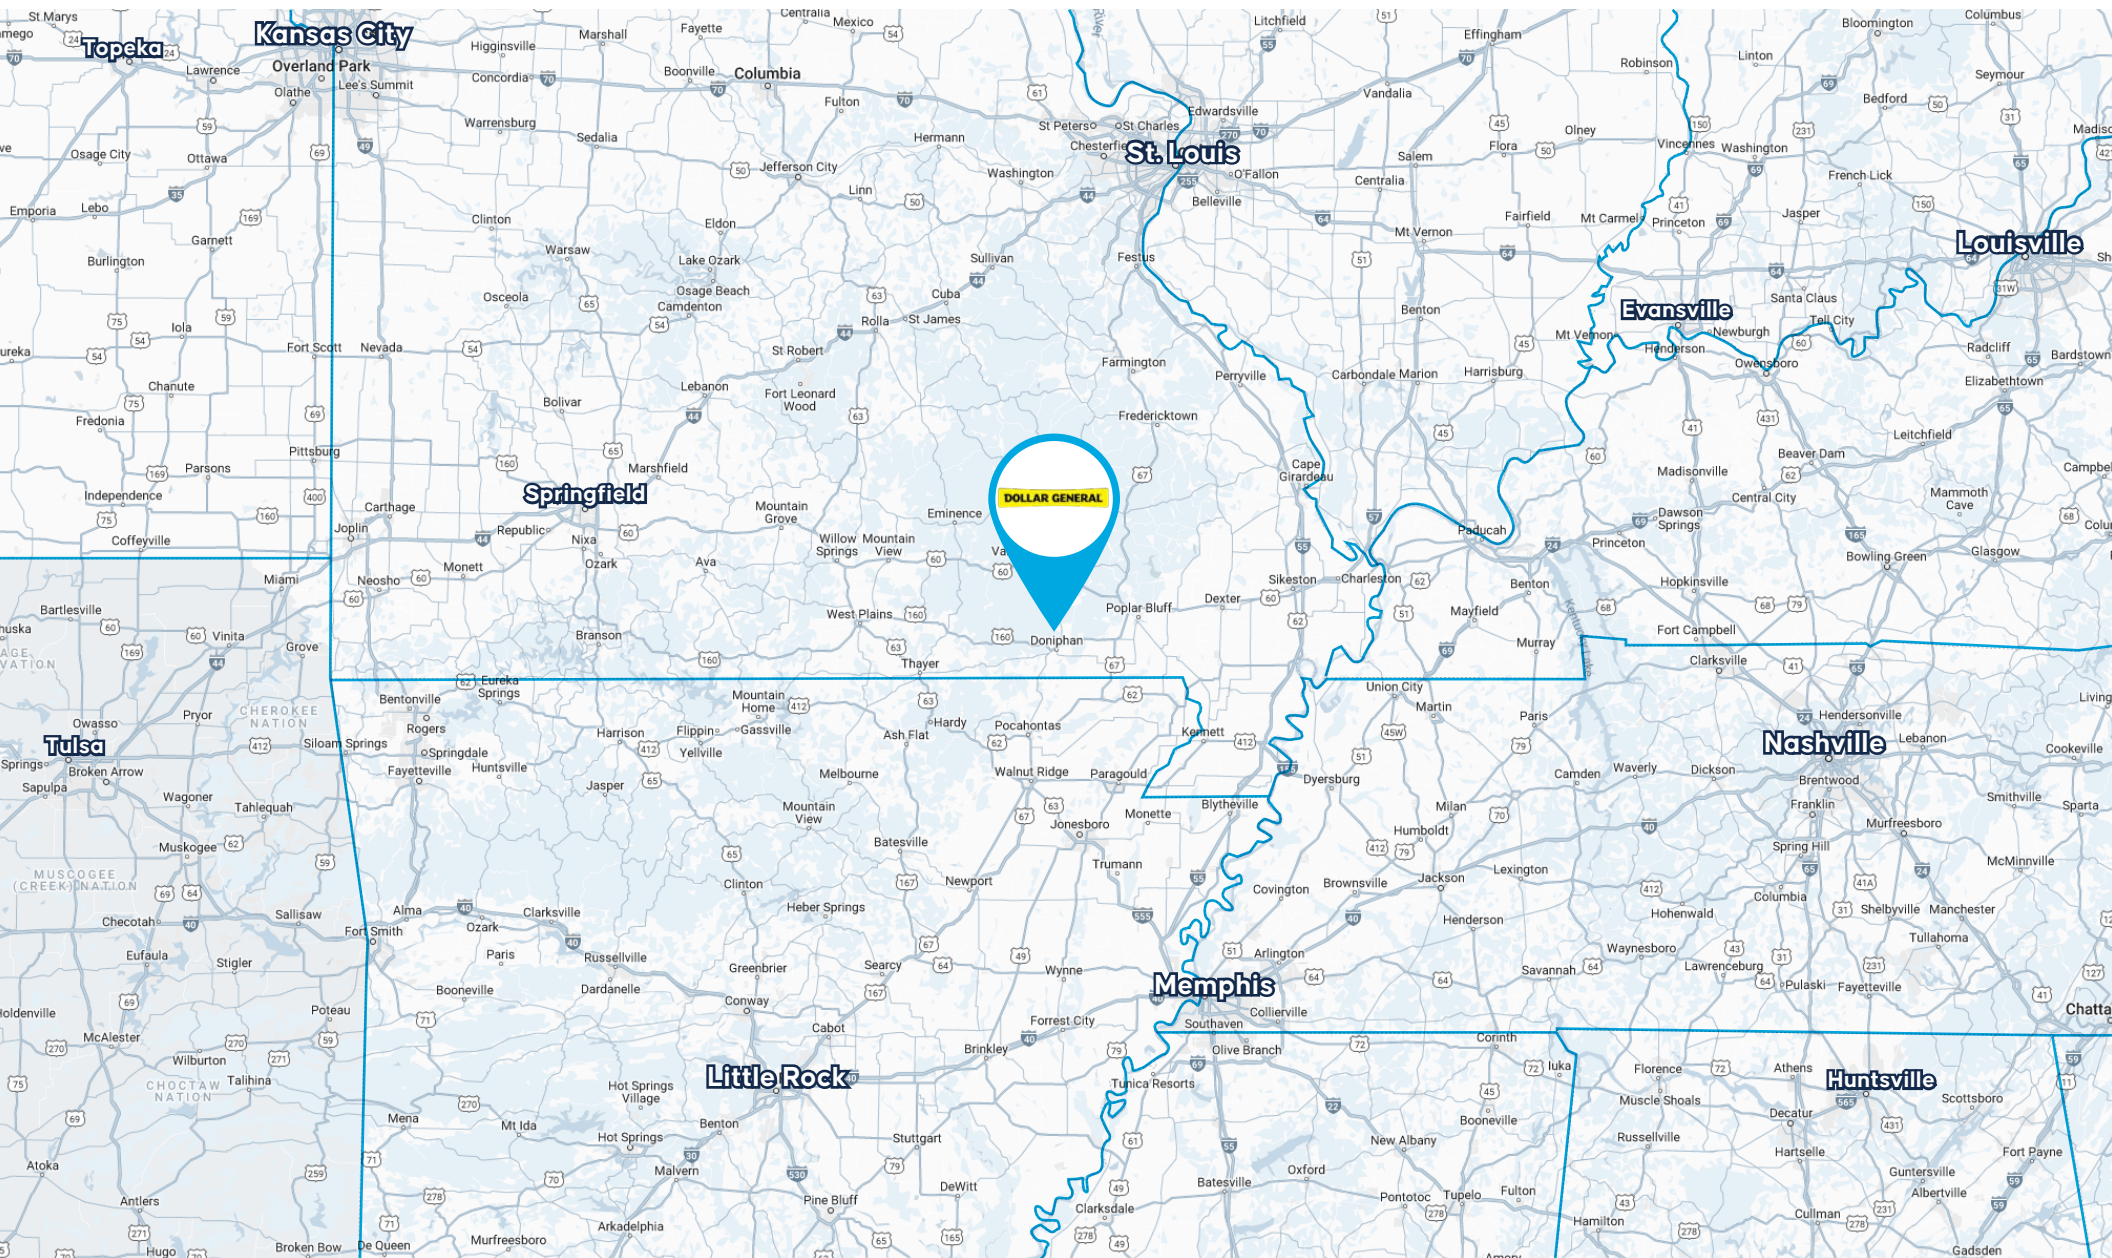 St Marys
Topeka
Kansas City
Overland Park
Lawrence
Olathe
Lee's Summit
Higginsville
Marshall
Fayette
Centralia
Mexico
Concordia
Boonville
Columbia
Fulton
Litchfield
Effingham
Bloomington
Columbus
Robinson
Linton
Seymour
Vandalia
Bedford
Osage City
Ottawa
Warrensburg
Sedalia
Jefferson City
Hermann
St Peters
St Charles
Edwardsville
St. Louis
Washington
O'Fallon
Belleville
Salem
Centralia
Flora
Olney
Vincennes
Washington
French Lick
Emporia
Lebo
Garnett
Burlington
Clinton
Warsaw
Eldon
Linn
Lake Ozark
Osage Beach
Camdenton
Osceola
Sullivan
Cuba
St James
Rolla
Festus
Mt Vernon
Fairfield
Mt Carmel
Princeton
Jasper
Louisville
Benton
Evansville
Newburgh
Santa Claus
Tell City
Mt Vernon
Henderson
Owensboro
Radcliff
Bardstown
Elizabethtown
Iola
Fort Scott
Nevada
St Robert
Fort Leonard
Wood
Lebanon
Bolivar
Farmington
Perryville
Carbondale
Marion
Harrisburg
Chanute
Fredonia
Pittsburg
Parsons
Independence
Coffeyville
Fredericktown
Cape
Girardeau
Leitchfield
Beaver Dam
Madisonville
Central City
Mammoth
Cave
Marshfield
Springfield
Republic
Nixa
Ozark
Carthage
Joplin
Mountain
Grove
Willow
Springs
Mountain
View
Eminence
DOLLAR GENERAL
Paducah
Dawson
Springs
Princeton
Bowling Green
Glasgow
Miami
Neosho
Monett
Ava
West Plains
Poplar Bluff
Dexter
Sikeston
Charleston
Benton
Hopkinsville
Bartlesville
Vinita
Grove
Branson
Thayer
Doniphan
Mayfield
Murray
Kentucky Lake
Fort Campbell
Clarksville
Eureka
Springs
Bentonville
Rogers
Springdale
Fayetteville
Siloam Springs
CHEROKEE
NATION
Pryor
Owasso
Tulsa
Broken Arrow
Sapulpa
Wagoner
Tahlequah
Muskogee
Huntsville
Harrison
Flippin
Yellville
Gassville
Mountain
Home
Jasper
Ash Flat
Hardy
Pocahontas
Melbourne
Walnut Ridge
Paragould
Kennett
Union City
Martin
Paris
Dyersburg
Camden
Waverly
Dickson
Hendersonville
Nashville
Lebanon
Cookeville
Brentwood
Franklin
Smithville
Sparta
Murfreesboro
Mountain
View
Batesville
Jonesboro
Monette
Blytheville
Milan
Humboldt
Spring Hill
McMinnville
MUSCOGEE
(CREEK) NATION
Checotah
Sallisaw
Alma
Fort Smith
Ozark
Clarksville
Clinton
Heber Springs
Newport
Trumann
Covington
Brownsville
Jackson
Lexington
Henderson
Columbia
Hohenwald
Shelbyville
Manchester
Tullahoma
Eufaula
Stigler
Paris
Russellville
Dardanelle
Greenbrier
Searcy
Wynne
Arlington
Memphis
Savannah
Waynesboro
Lawrenceburg
Pulaski
Fayetteville
Booneville
Conway
Cabot
Forrest City
Southaven
Collierville
Olive Branch
Corinth
Poteau
McAlester
Wilburton
Talihina
CHOCTAW
NATION
Little Rock
Brinkley
Tunica Resorts
Iuka
Florence
Muscle Shoals
Athens
Huntsville
Decatur
Scottsboro
Hot Springs
Village
Hot Springs
Benton
Mena
Mt Ida
Malvern
Stuttgart
Booneville
New Albany
Oxford
Russellville
Hartselle
Fort Payne
Guntersville
Albertville
Atoka
Antlers
Hugo
Broken Bow
De Queen
Murfreesboro
Arkadelphia
Pine Bluff
DeWitt
Clarksdale
Batesville
Pontotoc
Tupelo
Fulton
Hamilton
Cullman
Gadsden